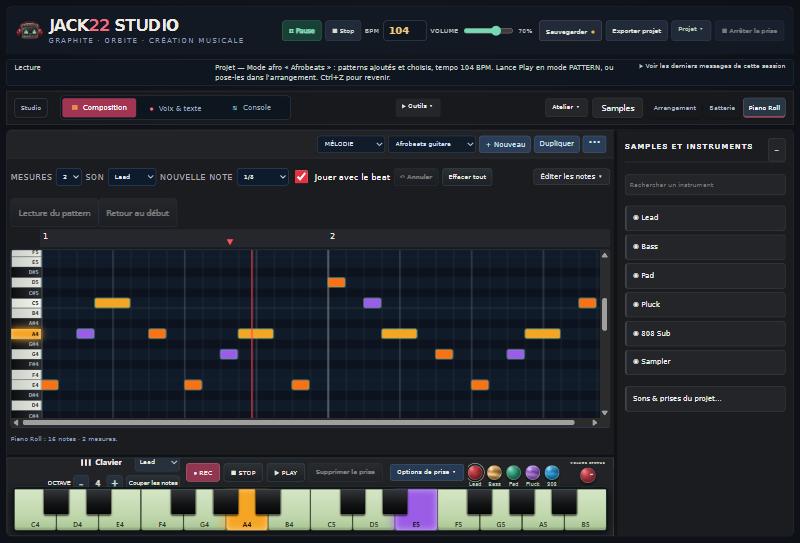 JACK22 STUDIO
GRAPHITE · ORBITE · CRÉATION MUSICALE
Pause
Stop
BPM 104
VOLUME 70%
Sauvegarder
Exporter projet
Projet
Arrêter la prise
Lecture
Projet — Mode afro « Afrobeats » : patterns ajoutés et choisis, tempo 104 BPM. Lance Play en mode PATTERN, ou
pose-les dans l'arrangement. Ctrl+Z pour revenir.
Voir les derniers messages de cette session
Studio
Composition
Voix & texte
Console
Outils
Atelier
Samples
Arrangement
Batterie
Piano Roll
MÉLODIE
Afrobeats guitare
+ Nouveau
Dupliquer
•••
MESURES 2 SON Lead NOUVELLE NOTE 1/8 Jouer avec le beat
Annuler
Effacer tout
Éditer les notes
Lecture du pattern
Retour au début
1 2
F5
E5
D#5
D5
C#5
C5
B4
A#4
A4
G#4
G4
F#4
F4
E4
D#4
D4
C#4
Piano Roll : 16 notes · 2 mesures.
SAMPLES ET INSTRUMENTS
Rechercher un instrument
Lead
Bass
Pad
Pluck
808 Sub
Sampler
Sons & prises du projet...
Clavier
Lead
OCTAVE – 4 + Couper les notes
REC
STOP
PLAY
Supprimer la prise
Options de prise
Lead Bass Pad Pluck 808
C4 D4 E4 F4 G4 A4 B4 C5 D5 E5 F5 G5 A5 B5